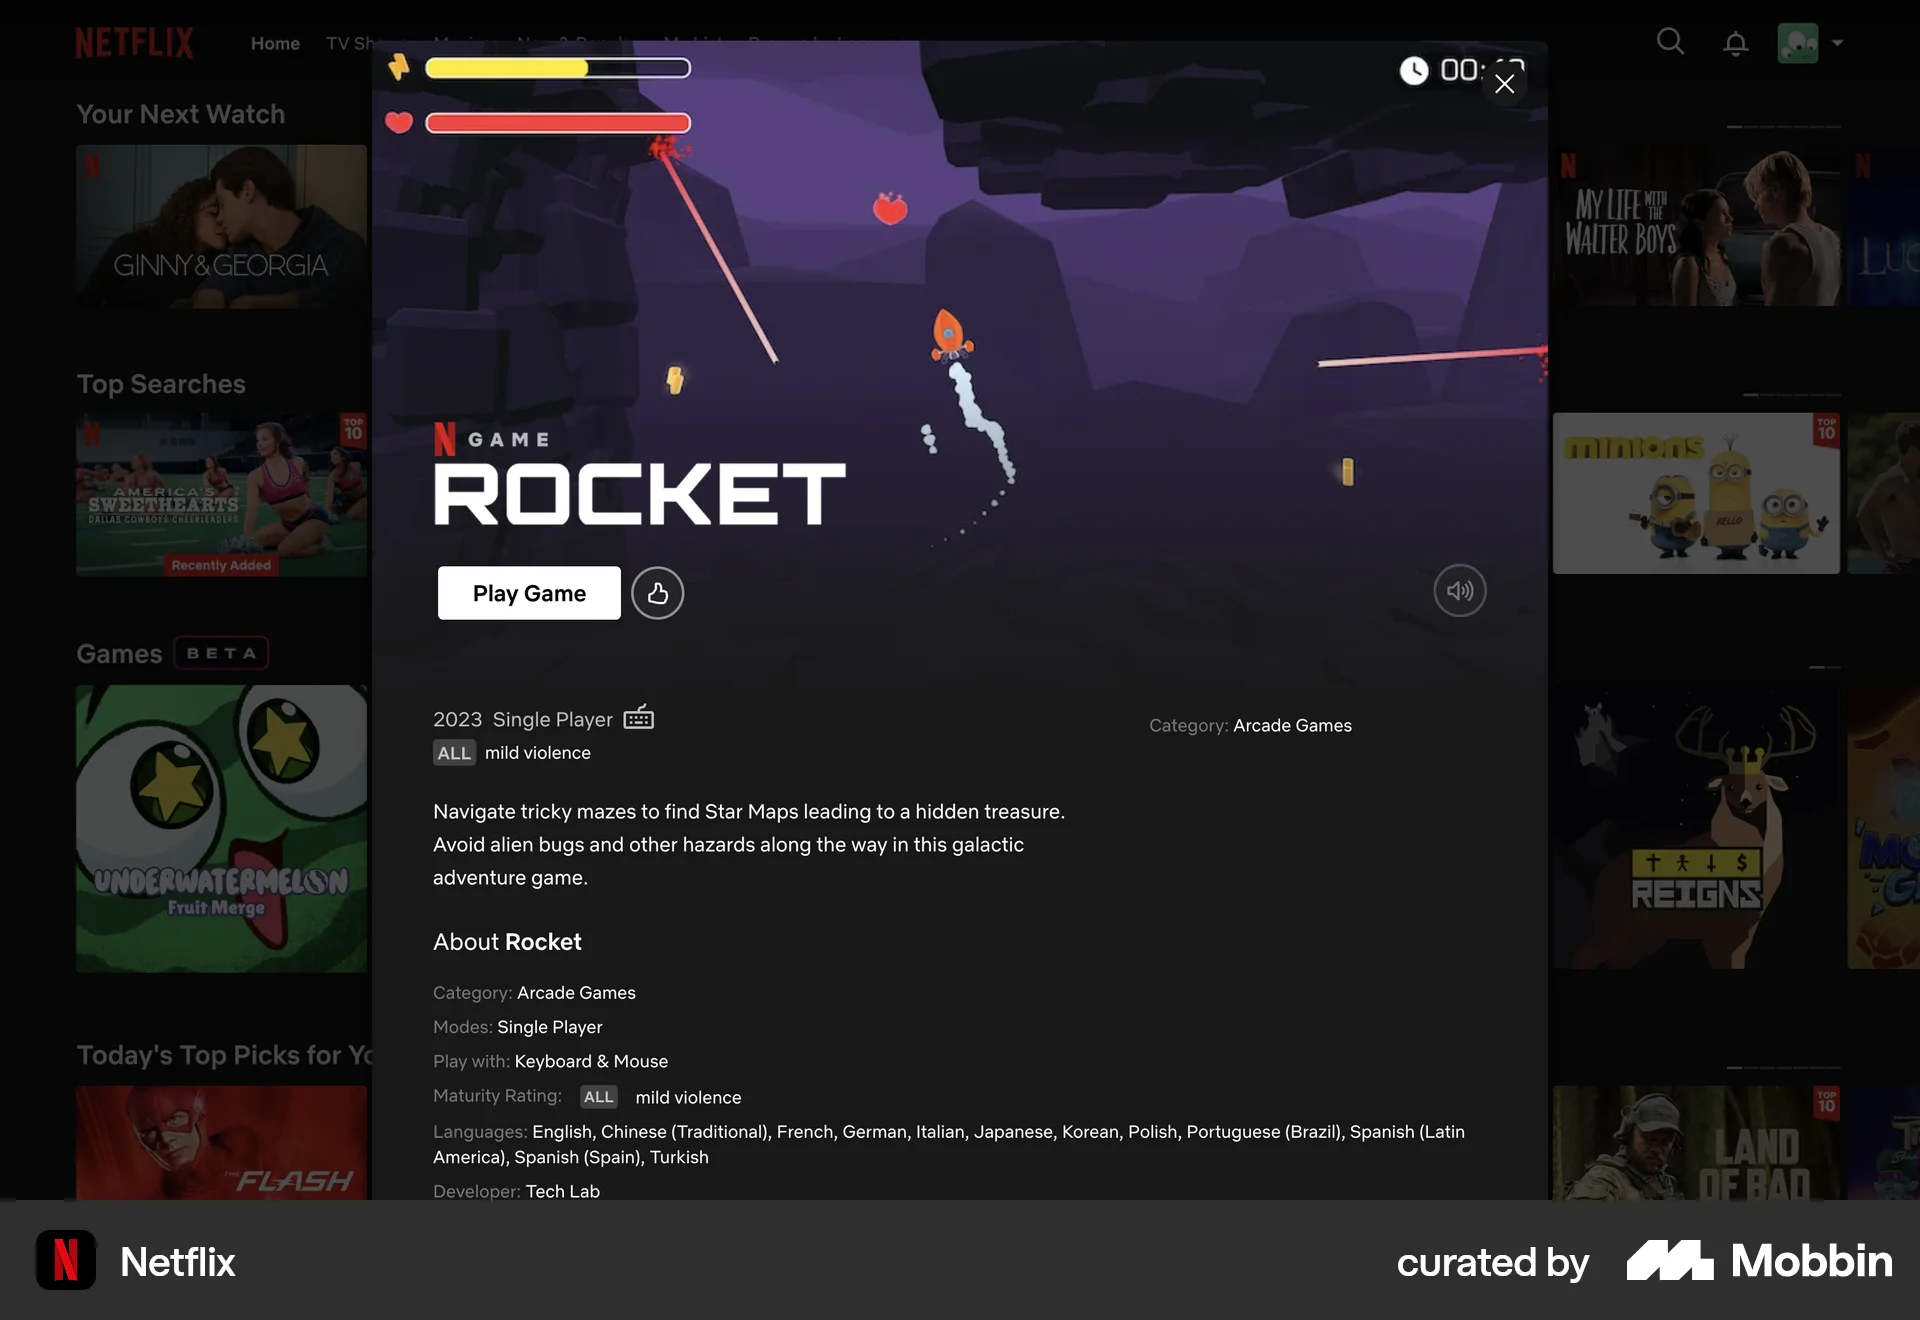 NETFLIX
Home
Your Next Watch
GINNY & GEORGIA
MY LIFE WITH THE WALTER BOYS
Top Searches
TOP 10
AMERICA'S
SWEETHEARTS
DALLAS COWBOYS CHEERLEADERS
Recently Added
MINIONS
HELLO
TOP 10
Games BETA
UNDERWATERMELON
Fruit Merge
REIGNS
Today's Top Picks for
THE FLASH
TOP 10
LAND
OF BAD
N GAME
ROCKET
Play Game
2023 Single Player
ALL mild violence
Category: Arcade Games
Navigate tricky mazes to find Star Maps leading to a hidden treasure.
Avoid alien bugs and other hazards along the way in this galactic
adventure game.
About Rocket
Category: Arcade Games
Modes: Single Player
Play with: Keyboard & Mouse
Maturity Rating: ALL mild violence
Languages: English, Chinese (Traditional), French, German, Italian, Japanese, Korean, Polish, Portuguese (Brazil), Spanish (Latin
America), Spanish (Spain), Turkish
Developer: Tech Lab
N Netflix
curated by Mobbin